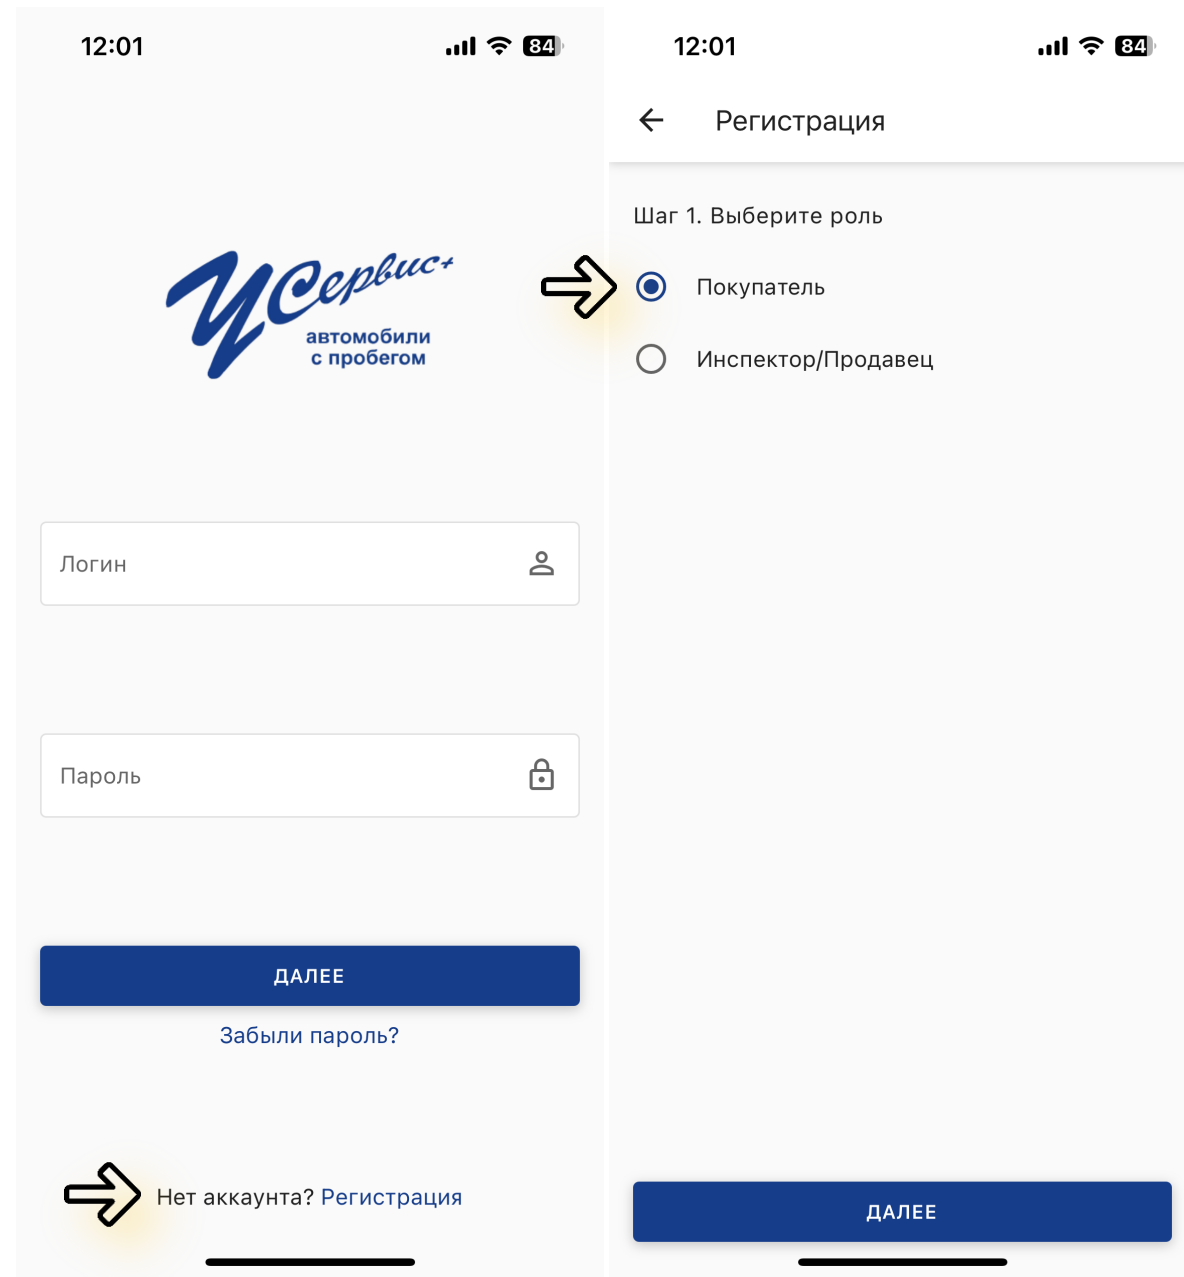 12:01
84
УСервис+
автомобили
с пробегом
Логин
Пароль
ДАЛЕЕ
Забыли пароль?
Нет аккаунта? Регистрация
12:01
84
Регистрация
Шаг 1. Выберите роль
Покупатель
Инспектор/Продавец
ДАЛЕЕ